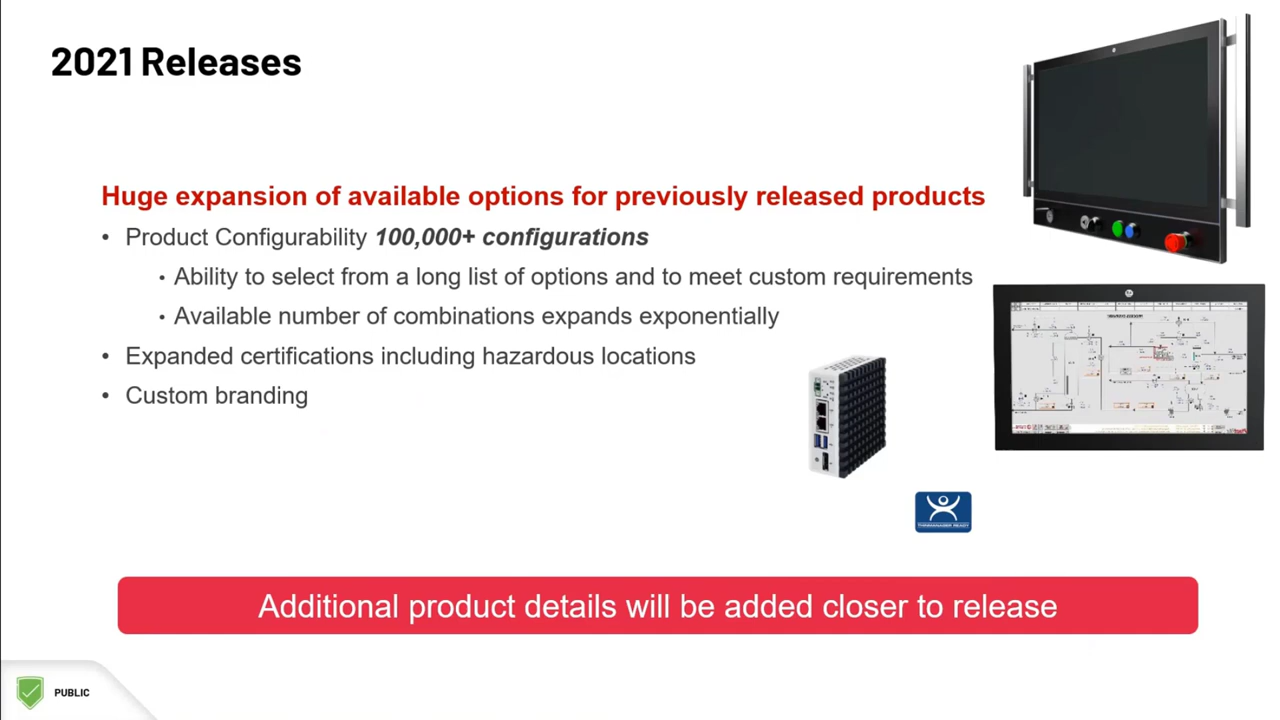 2021 Releases
Huge expansion of available options for previously released products
• Product Configurability 100,000+ configurations
• Ability to select from a long list of options and to meet custom requirements
• Available number of combinations expands exponentially
• Expanded certifications including hazardous locations
• Custom branding
THINMANAGER READY
Additional product details will be added closer to release
PUBLIC